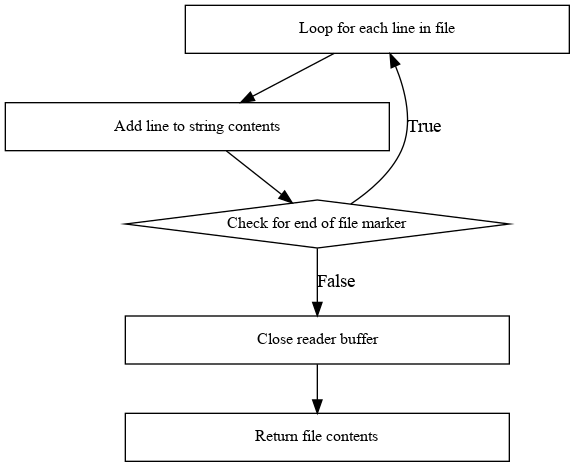 Loop for each line in file
Add line to string contents
True
Check for end of file marker
False
Close reader buffer
Return file contents